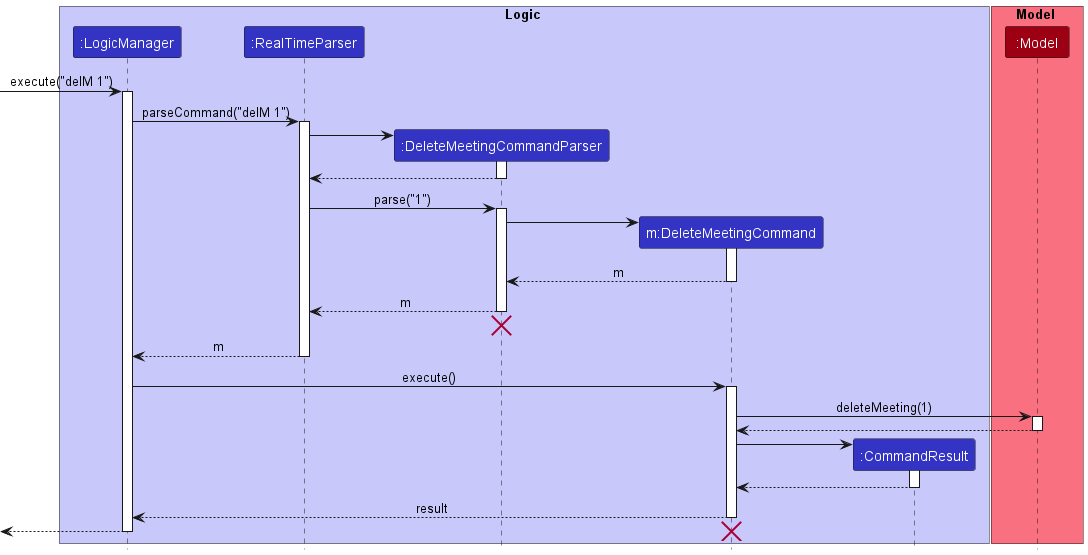 Logic
Model
:LogicManager
:RealTimeParser
:Model
execute("delM 1")
parseCommand("delM 1")
:DeleteMeetingCommandParser
parse("1")
m:DeleteMeetingCommand
m
m
m
execute()
deleteMeeting(1)
:CommandResult
result